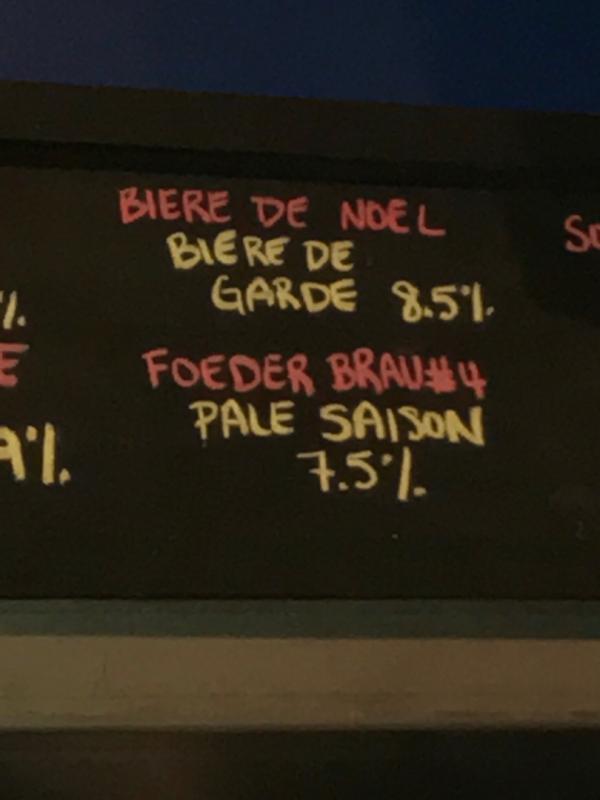 BIERE DE NOEL
BIERE DE
GARDE 8.5%
FOEDER BRAU#4
PALE SAISON
7.5%